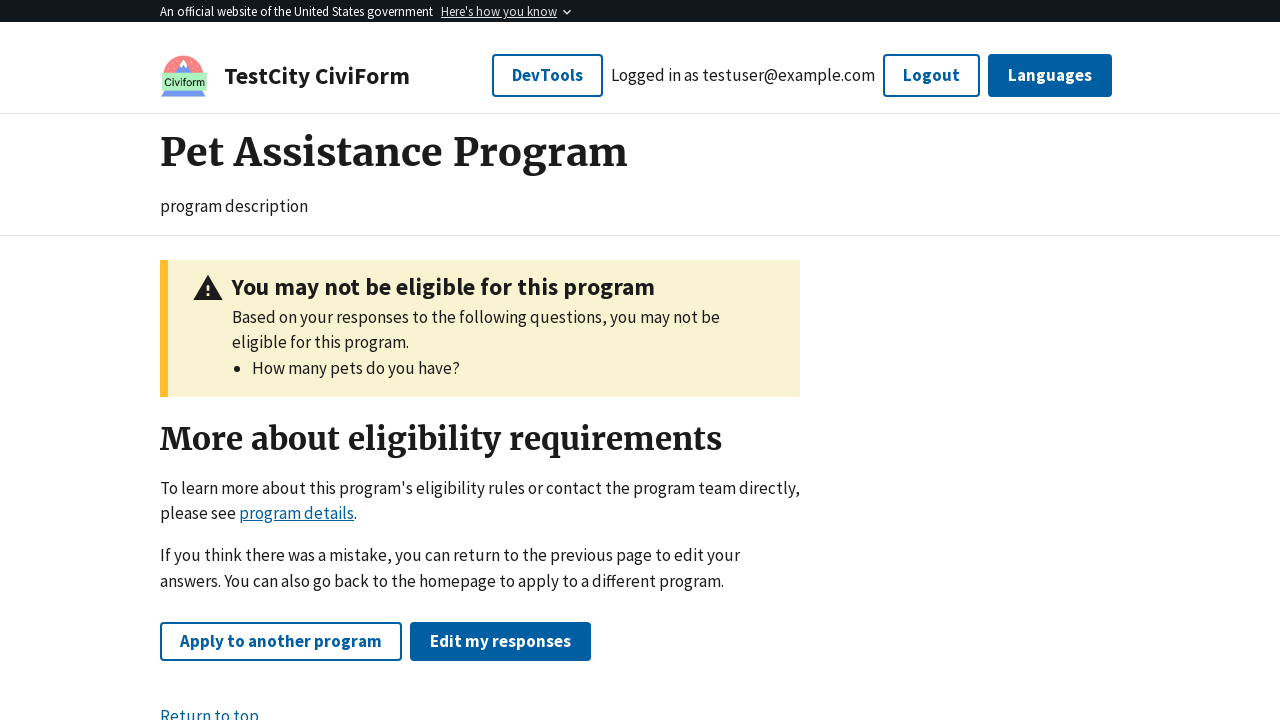 An official website of the United States government Here's how you know
Civiform
TestCity CiviForm
DevTools
Logged in as testuser@example.com
Logout
Languages
Pet Assistance Program
program description
You may not be eligible for this program
Based on your responses to the following questions, you may not be
eligible for this program.
• How many pets do you have?
More about eligibility requirements
To learn more about this program's eligibility rules or contact the program team directly,
please see program details.
If you think there was a mistake, you can return to the previous page to edit your
answers. You can also go back to the homepage to apply to a different program.
Apply to another program
Edit my responses
Return to top